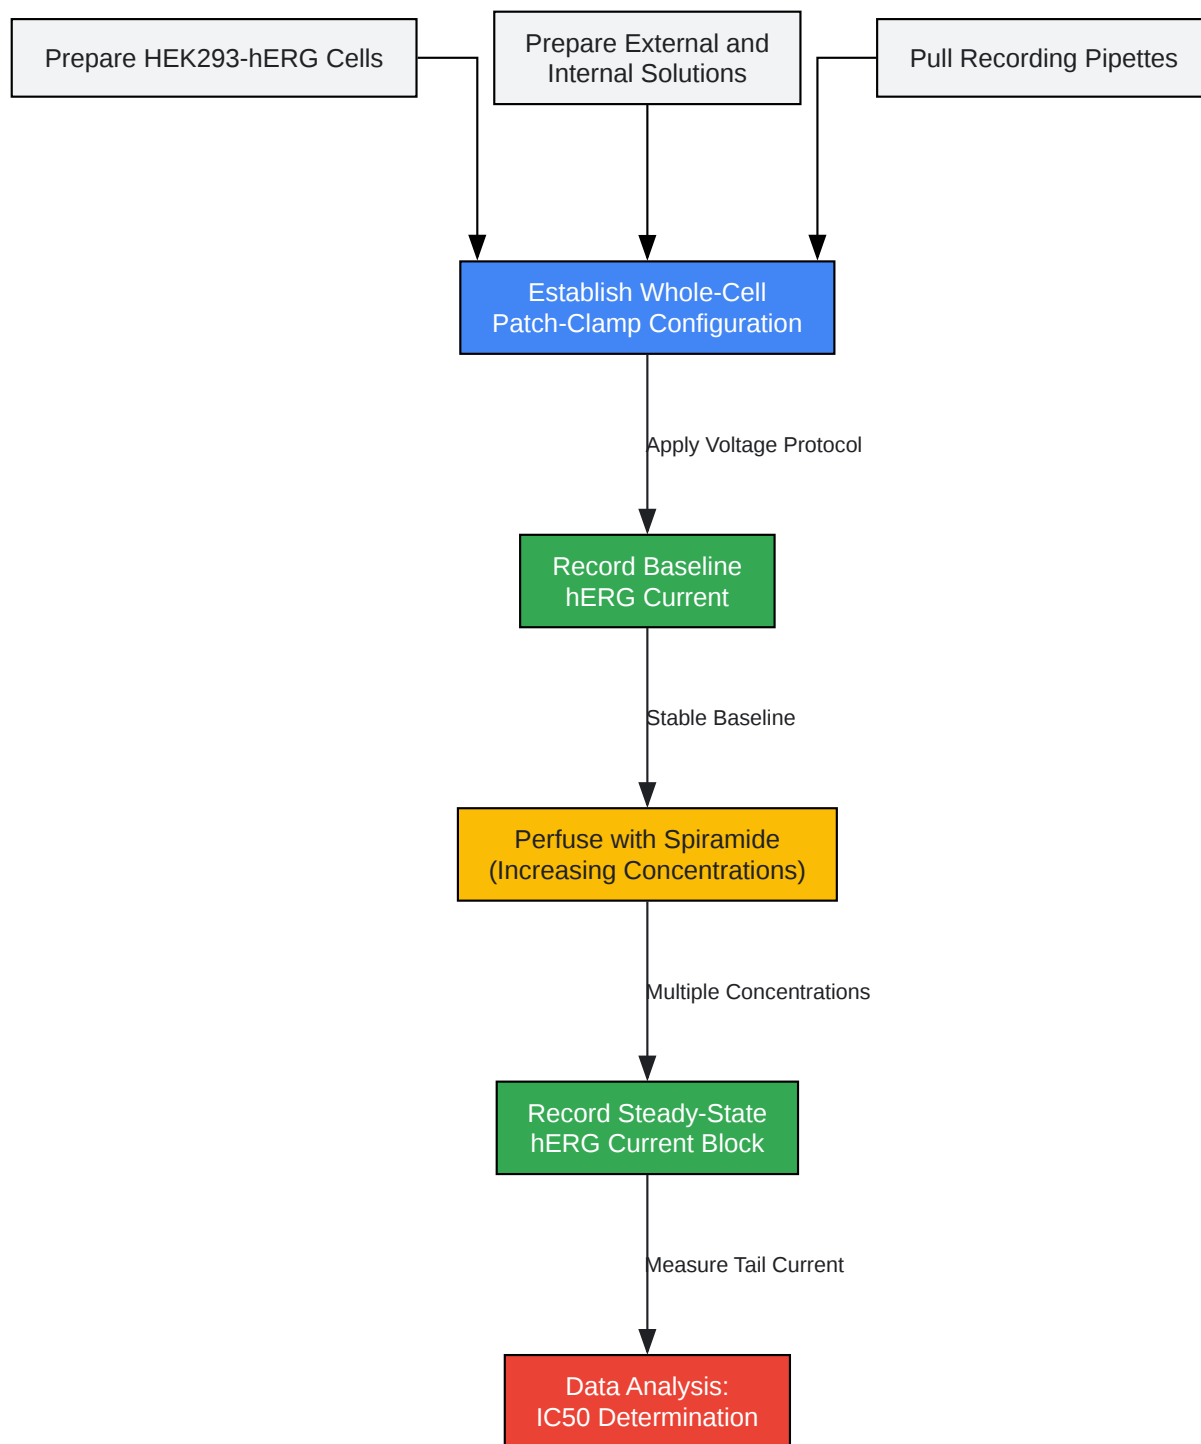 Prepare HEK293-hERG Cells
Prepare External and
Internal Solutions
Pull Recording Pipettes
Establish Whole-Cell
Patch-Clamp Configuration
Apply Voltage Protocol
Record Baseline
hERG Current
Stable Baseline
Perfuse with Spiramide
(Increasing Concentrations)
Multiple Concentrations
Record Steady-State
hERG Current Block
Measure Tail Current
Data Analysis:
IC50 Determination